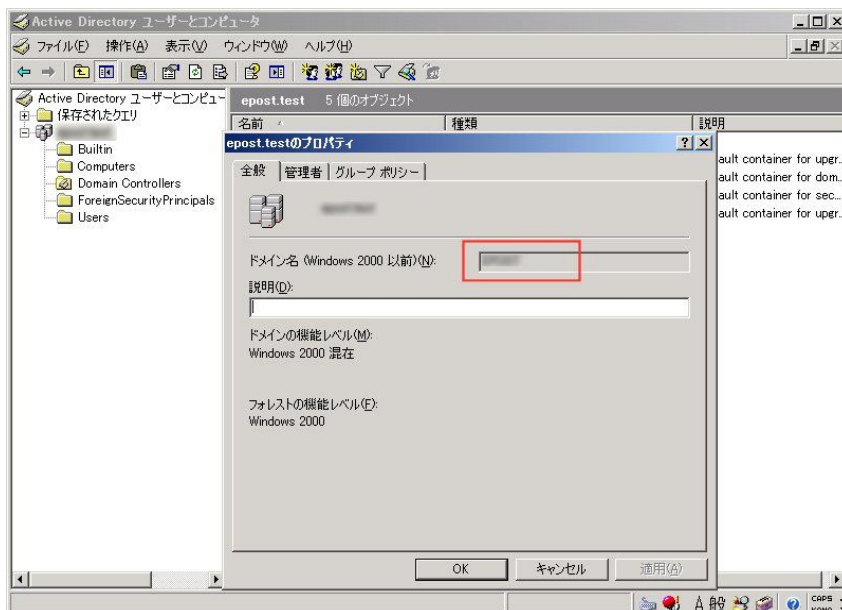 Active Directory ユーザーとコンピュータ
ファイル(F) 操作(A) 表示(V) ウィンドウ(W) ヘルプ(H)
Active Directory ユーザーとコンピュー
保存されたクエリ
Builtin
Computers
Domain Controllers
ForeignSecurityPrincipals
Users
epost.test 5 個のオブジェクト
名前 種類 説明
ault container for upgr..
ault container for dom..
ault container for sec...
ault container for upgr..
epost.testのプロパティ
全般 管理者 グループ ポリシー
ドメイン名 (Windows 2000 以前)(N):
説明(D):
ドメインの機能レベル(M):
Windows 2000 混在
フォレストの機能レベル(F):
Windows 2000
OK キャンセル 適用(A)
A 般 CAPS